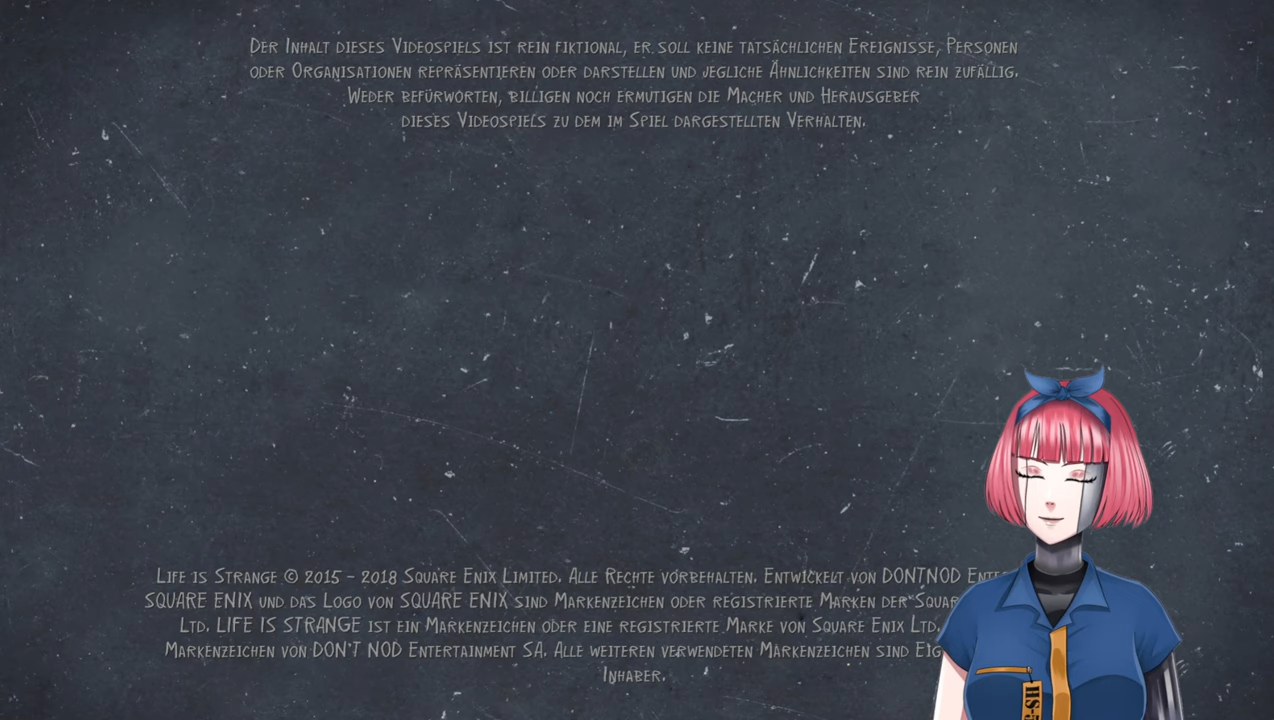 Der Inhalt dieses Videospiels ist rein fiktional, er soll keine tatsächlichen Ereignisse, Personen
oder Organisationen repräsentieren oder darstellen und jegliche Ähnlichkeiten sind rein zufällig.
Weder befürworten, billigen noch ermutigen die Macher und Herausgeber
dieses Videospiels zu dem im Spiel dargestellten Verhalten.
Life is Strange © 2015 - 2018 Square Enix Limited. Alle Rechte vorbehalten. Entwickelt von DONTNOD
SQUARE ENIX und das Logo von SQUARE ENIX sind Markenzeichen oder registrierte Marken der
Ltd. LIFE IS STRANGE ist ein Markenzeichen oder eine registrierte Marke von Square Enix Ltd.
Markenzeichen von DON'T NOD Entertainment SA. Alle weiteren verwendeten Markenzeichen sind
Inhaber.